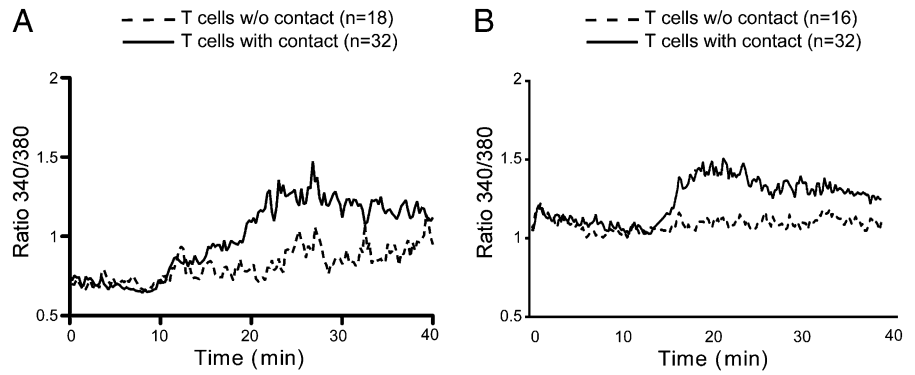 A
T cells w/o contact (n=18)
T cells with contact (n=32)
2
1.5
1
0.5
Ratio 340/380
0 10 20 30 40
Time (min)
B
T cells w/o contact (n=16)
T cells with contact (n=32)
2
1.5
1
0.5
Ratio 340/380
0 10 20 30 40
Time (min)